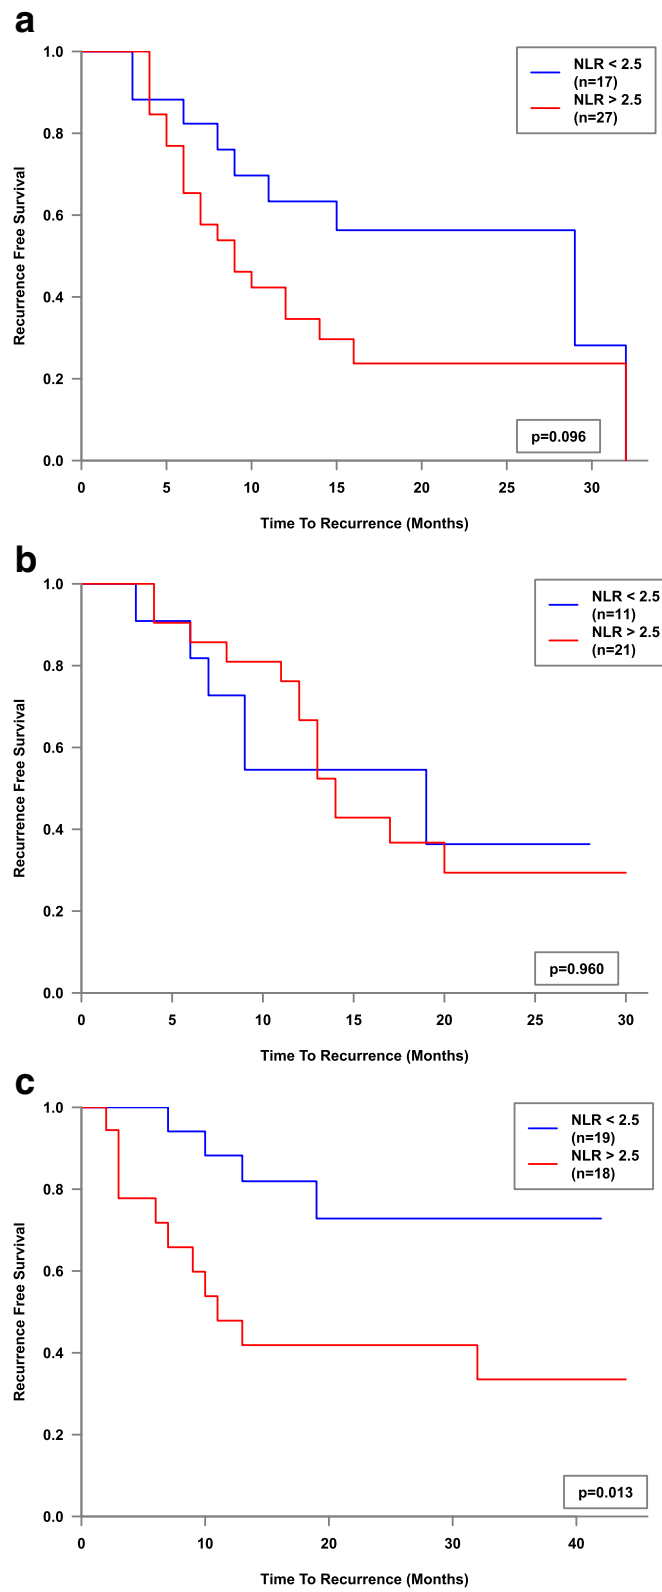 a
1.0
0.8
0.6
0.4
0.2
0.0
Recurrence Free Survival
NLR < 2.5
(n=17)
NLR > 2.5
(n=27)
p=0.096
0 5 10 15 20 25 30
Time To Recurrence (Months)
b
1.0
0.8
0.6
0.4
0.2
0.0
Recurrence Free Survival
NLR < 2.5
(n=11)
NLR > 2.5
(n=21)
p=0.960
0 5 10 15 20 25 30
Time To Recurrence (Months)
c
1.0
0.8
0.6
0.4
0.2
0.0
Recurrence Free Survival
NLR < 2.5
(n=19)
NLR > 2.5
(n=18)
p=0.013
0 10 20 30 40
Time To Recurrence (Months)